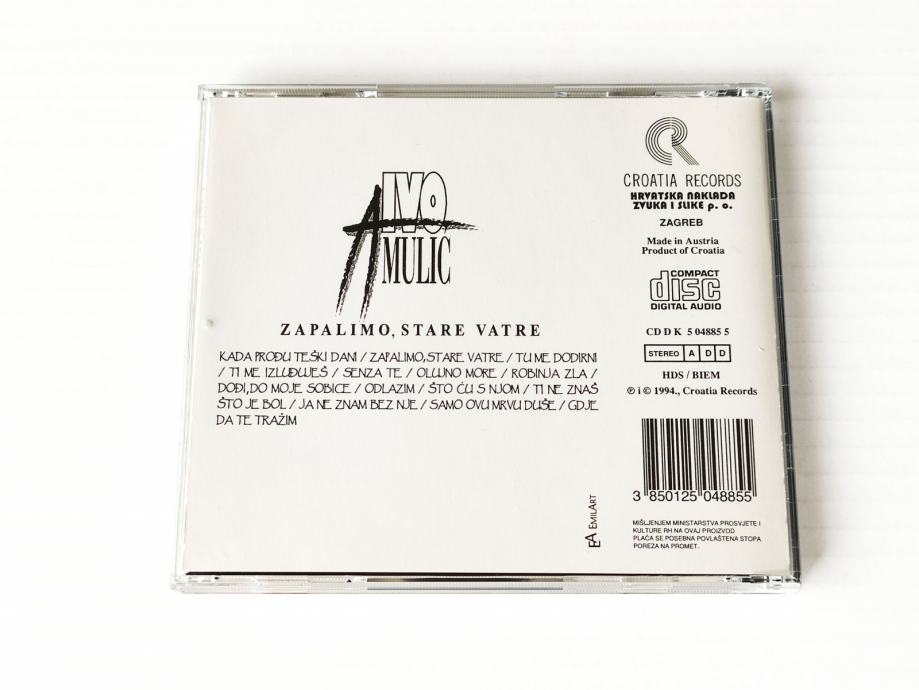 IVO
A MULIC
ZAPALIMO, STARE VATRE
KADA PROĐU TEŠKI DANI / ZAPALIMO,STARE VATRE / TU ME DODIRNI
/ TI ME IZLUĐUJEŠ / SENZA TE / OLUJNO MORE / ROBINJA ZLA /
DOĐI,DO MOJE SOBICE / ODLAZIM / ŠTO ĆU S NJOM / TI NE ZNAŠ
ŠTO JE BOL / JA NE ZNAM BEZ NJE / SAMO OVU MRVU DUŠE / GDJE
DA TE TRAŽIM
EA EMILART
CROATIA RECORDS
HRVATSKA NAKLADA
ZVUKA I SLIKE p. o.
ZAGREB
Made in Austria
Product of Croatia
COMPACT
disc
DIGITAL AUDIO
CD D K 5 04885 5
STEREO A D D
HDS / BIEM
℗ i © 1994., Croatia Records
3 850125 048855
MIŠLJENJEM MINISTARSTVA PROSVJETE I
KULTURE RH NA OVAJ PROIZVOD
PLAĆA SE POSEBNA POVLAŠTENA STOPA
POREZA NA PROMET.